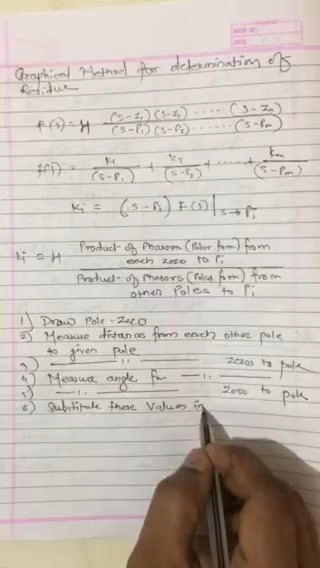 Graphical Method for determination of
Residue
F(s) = H (s-z1)(s-z2) ...... (s-zn) / (s-P1)(s-P2) ....... (s-Pm)
f(s) = K1/(s-P1) + K2/(s-P2) + ...... + Km/(s-Pm)
Ki = (s-Pi) F(s)|s→Pi
Ki = H Product of Phasors (Polar form) from
each zero to Pi
Product of Phasors (Polar form) from
other Poles to Pi
1) Draw Pole-Zero
2) Measure distances from each other pole
to given pole
3) —— 〃 —— zeros to pole
4) Measure angle fm —— 〃 ——
5) —— 〃 —— zero to pole
6) Substitute these values in